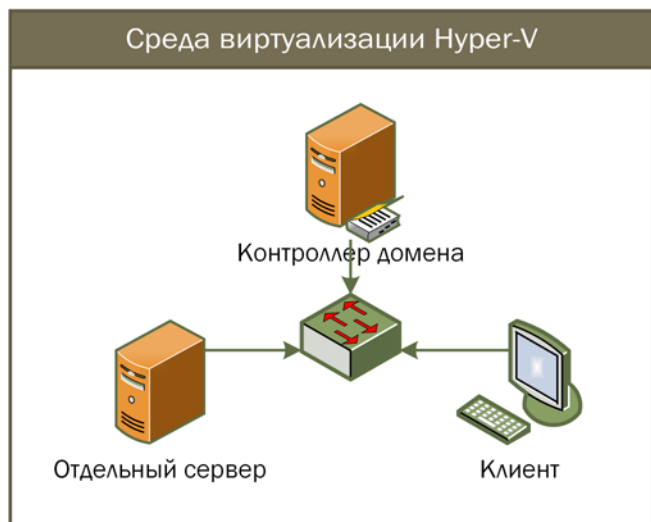 Среда виртуализации Hyper-V
Контроллер домена
Отдельный сервер
Клиент